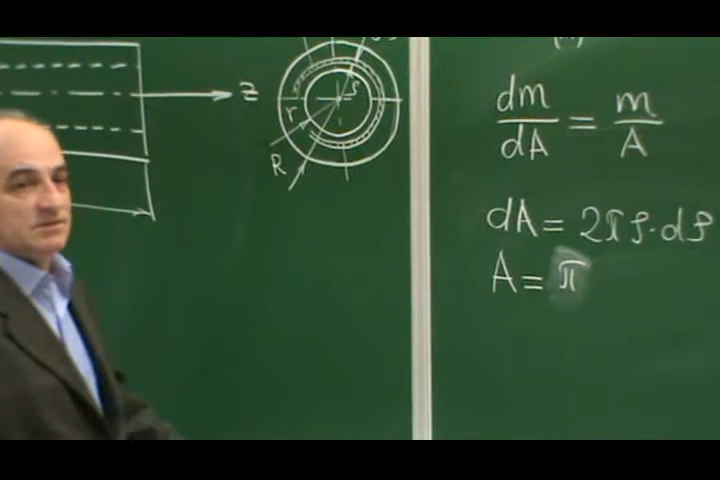 z
ρ
r
R
dm/dA = m/A
dA = 2πρ·dρ
A = π